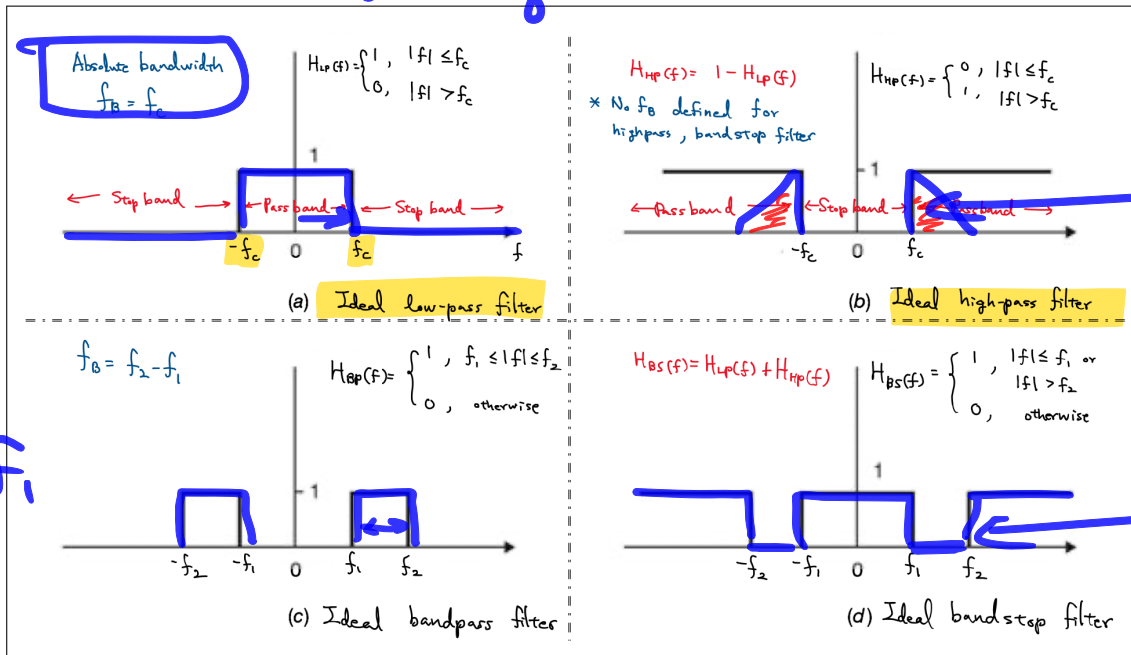 Absolute bandwidth
f_B = f_c
H_LP(f) = { 1, |f| ≤ f_c
0, |f| > f_c
1
← Stop band → ← Pass band → ← Stop band →
-f_c 0 f_c f
(a) Ideal low-pass filter
H_HP(f) = 1 - H_LP(f)
* No f_B defined for
highpass, bandstop filter
H_HP(f) = { 0, |f| ≤ f_c
1, |f| > f_c
1
← Pass band → ← Stop band → ← Pass band →
-f_c 0 f_c
(b) Ideal high-pass filter
f_B = f_2 - f_1
H_BP(f) = { 1, f_1 ≤ |f| ≤ f_2
0, otherwise
1
-f_2 -f_1 0 f_1 f_2
(c) Ideal bandpass filter
H_BS(f) = H_LP(f) + H_HP(f)
H_BS(f) = { 1, |f| ≤ f_1 or
|f| > f_2
0, otherwise
1
-f_2 -f_1 0 f_1 f_2
(d) Ideal bandstop filter